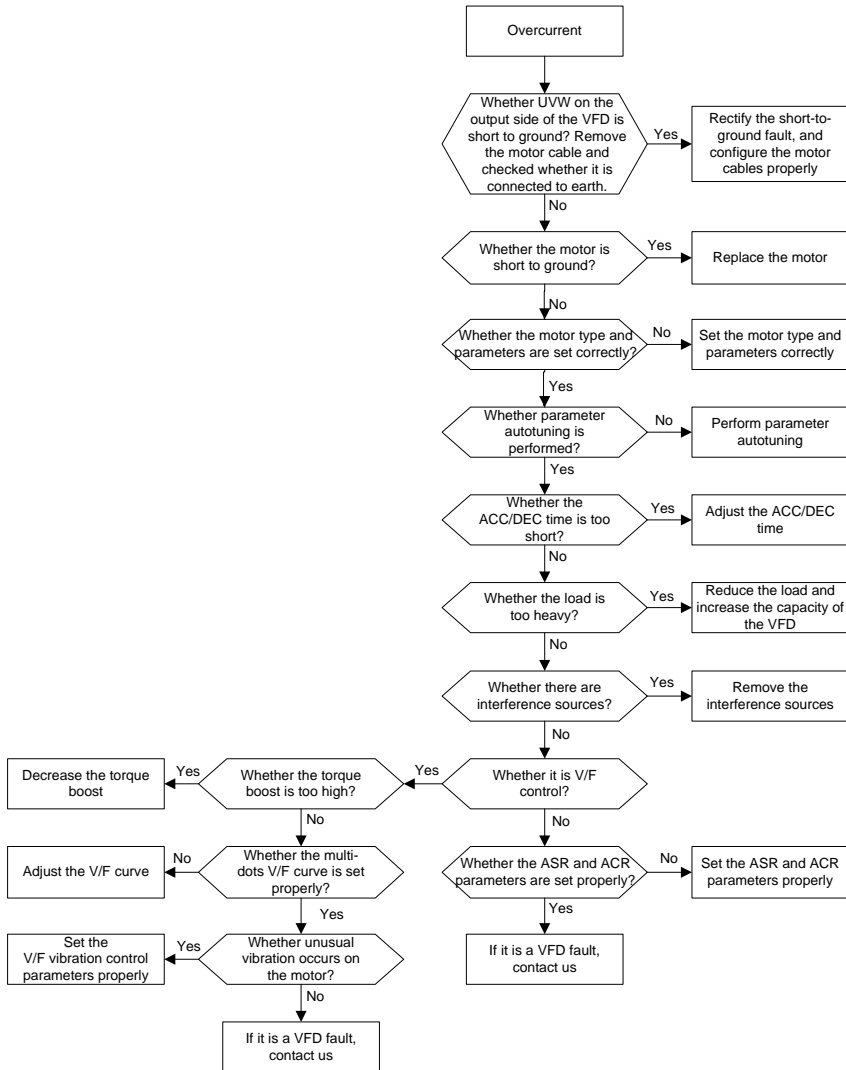 Overcurrent
Whether UVW on the
output side of the VFD is
short to ground? Remove
the motor cable and
checked whether it is
connected to earth.
Yes
Rectify the short-to-
ground fault, and
configure the motor
cables properly
No
Whether the motor is
short to ground?
Yes
Replace the motor
No
Whether the motor type and
parameters are set correctly?
No
Set the motor type and
parameters correctly
Yes
Whether parameter
autotuning is
performed?
No
Perform parameter
autotuning
Yes
Whether the
ACC/DEC time is too
short?
Yes
Adjust the ACC/DEC
time
No
Whether the load is
too heavy?
Yes
Reduce the load and
increase the capacity of
the VFD
No
Whether there are
interference sources?
Yes
Remove the
interference sources
No
Whether it is V/F
control?
Yes
Whether the torque
boost is too high?
Yes
Decrease the torque
boost
No
Whether the multi-
dots V/F curve is set
properly?
No
Adjust the V/F curve
Yes
Whether unusual
vibration occurs on
the motor?
Yes
Set the
V/F vibration control
parameters properly
No
If it is a VFD fault,
contact us
No
Whether the ASR and ACR
parameters are set properly?
No
Set the ASR and ACR
parameters properly
Yes
If it is a VFD fault,
contact us